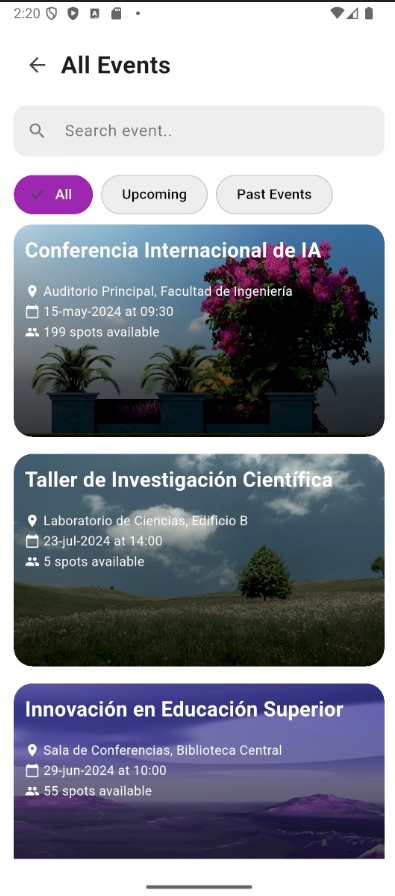 2:20
All Events
Search event..
All
Upcoming
Past Events
Conferencia Internacional de IA
Auditorio Principal, Facultad de Ingeniería
15-may-2024 at 09:30
199 spots available
Taller de Investigación Científica
Laboratorio de Ciencias, Edificio B
23-jul-2024 at 14:00
5 spots available
Innovación en Educación Superior
Sala de Conferencias, Biblioteca Central
29-jun-2024 at 10:00
55 spots available